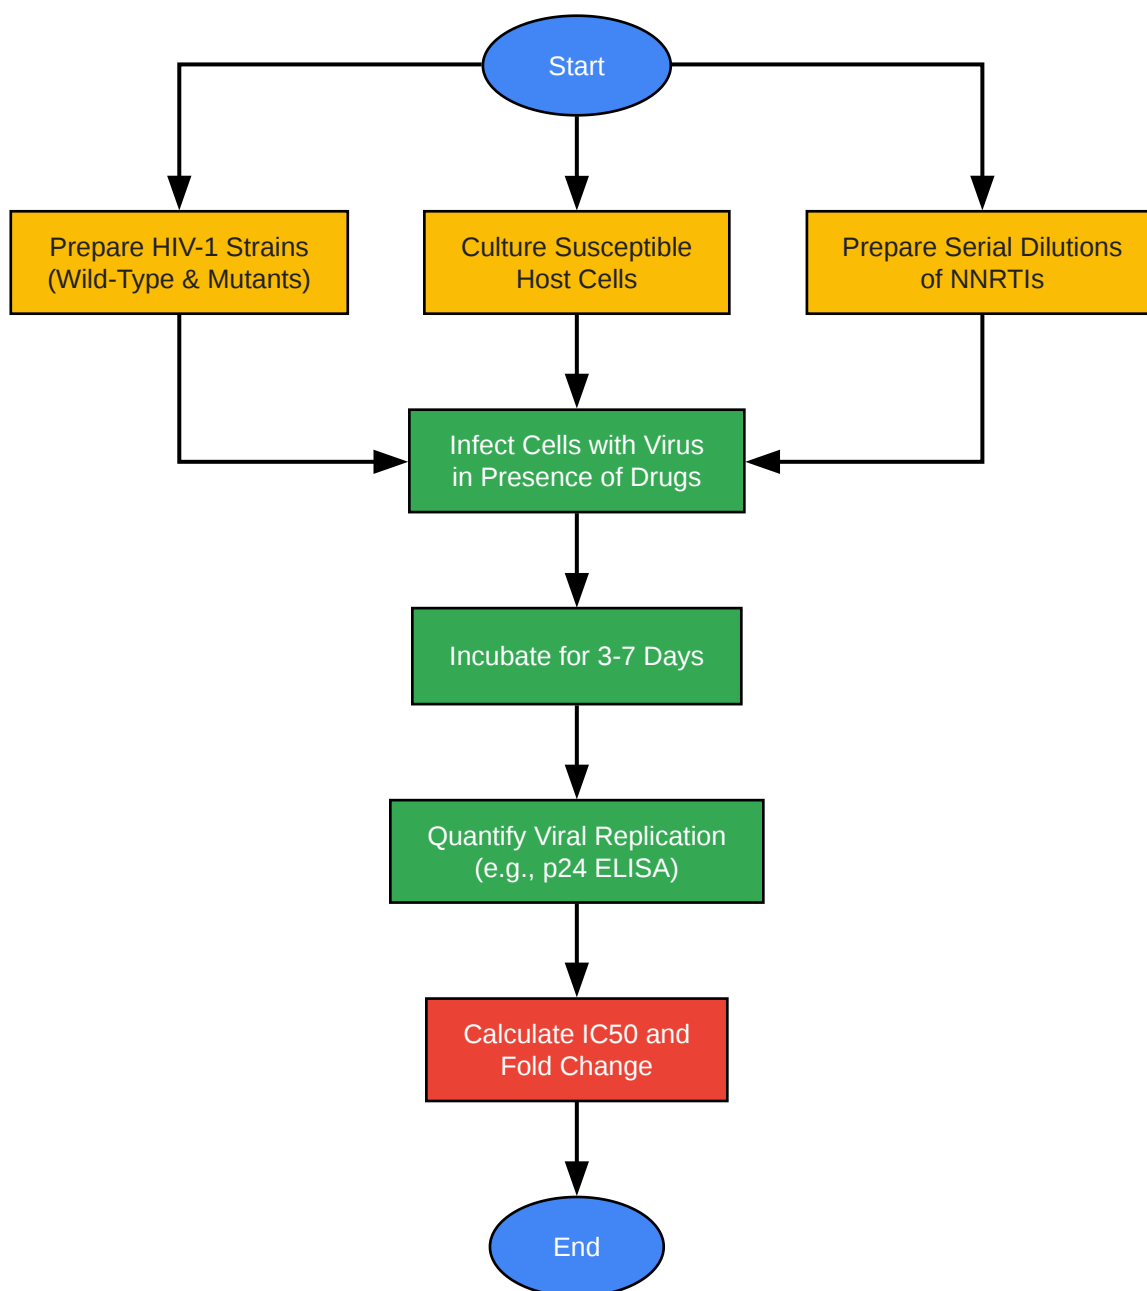 Start
Prepare HIV-1 Strains
(Wild-Type & Mutants)
Culture Susceptible
Host Cells
Prepare Serial Dilutions
of NNRTIs
Infect Cells with Virus
in Presence of Drugs
Incubate for 3-7 Days
Quantify Viral Replication
(e.g., p24 ELISA)
Calculate IC50 and
Fold Change
End